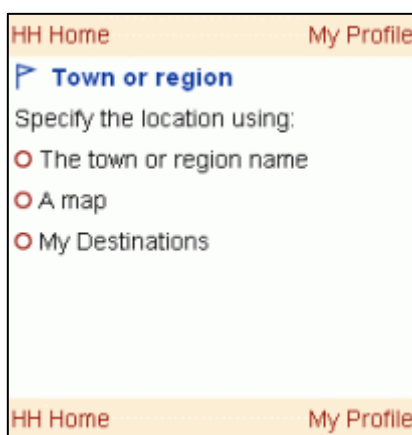 HH Home My Profile
Town or region
Specify the location using:
The town or region name
A map
My Destinations
HH Home My Profile